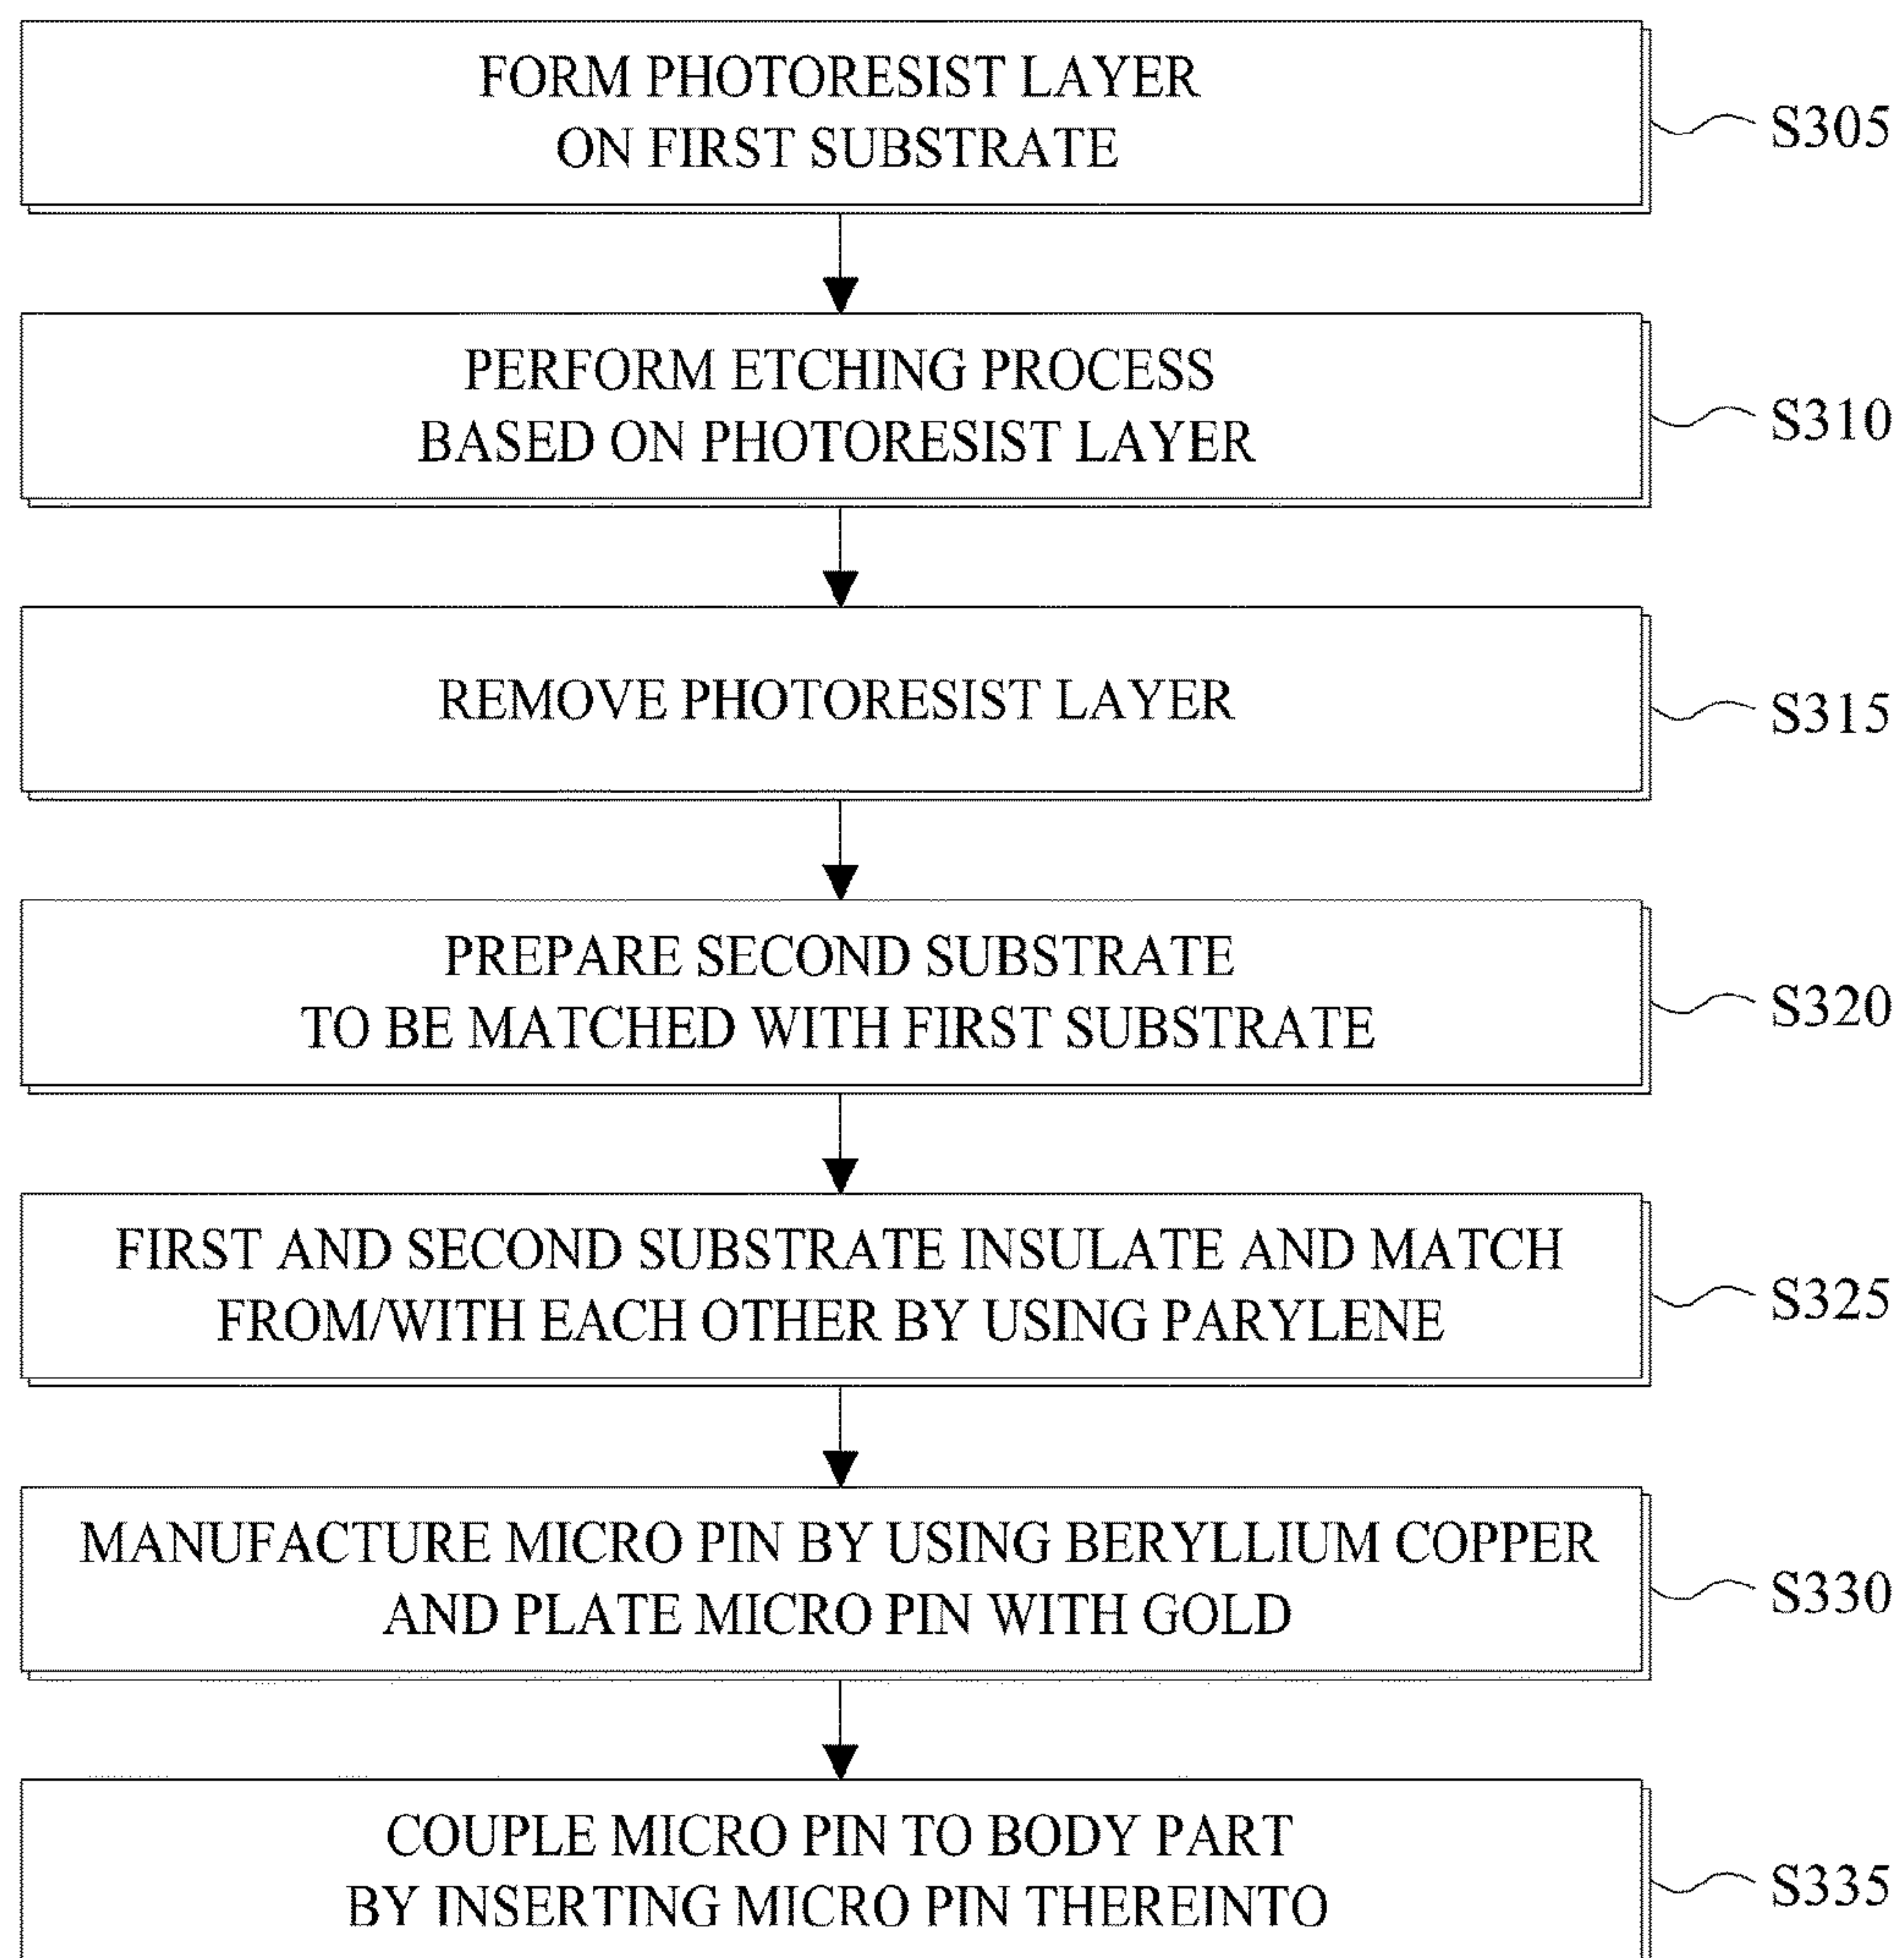 FORM PHOTORESIST LAYER
ON FIRST SUBSTRATE
S305
PERFORM ETCHING PROCESS
BASED ON PHOTORESIST LAYER
S310
REMOVE PHOTORESIST LAYER
S315
PREPARE SECOND SUBSTRATE
TO BE MATCHED WITH FIRST SUBSTRATE
S320
FIRST AND SECOND SUBSTRATE INSULATE AND MATCH
FROM/WITH EACH OTHER BY USING PARYLENE
S325
MANUFACTURE MICRO PIN BY USING BERYLLIUM COPPER
AND PLATE MICRO PIN WITH GOLD
S330
COUPLE MICRO PIN TO BODY PART
BY INSERTING MICRO PIN THEREINTO
S335